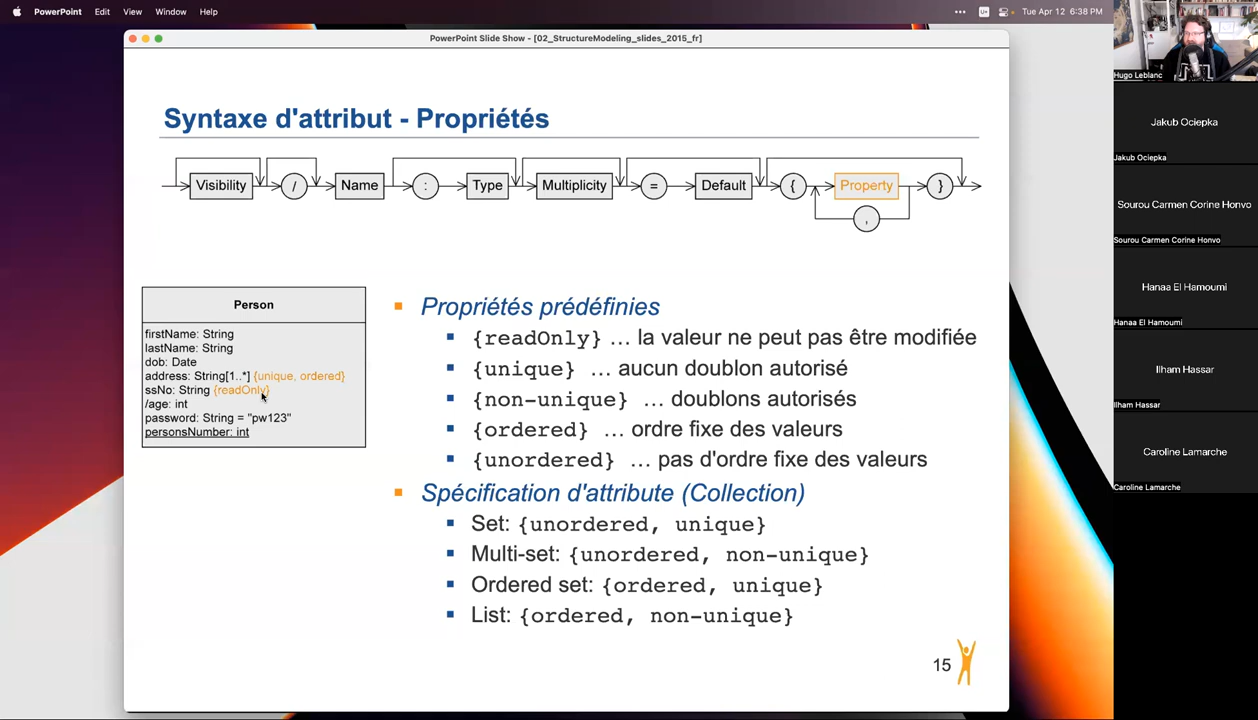 PowerPoint Edit View Window Help
Tue Apr 12 6:38 PM
PowerPoint Slide Show - [02_StructureModeling_slides_2015_fr]
Syntaxe d'attribut - Propriétés
Visibility / Name : Type Multiplicity = Default { Property }
,
Person
firstName: String
lastName: String
dob: Date
address: String[1..*] {unique, ordered}
ssNo: String {readOnly}
/age: int
password: String = "pw123"
personsNumber: int
Propriétés prédéfinies
{readOnly} … la valeur ne peut pas être modifiée
{unique} … aucun doublon autorisé
{non-unique} … doublons autorisés
{ordered} … ordre fixe des valeurs
{unordered} … pas d'ordre fixe des valeurs
Spécification d'attribute (Collection)
Set: {unordered, unique}
Multi-set: {unordered, non-unique}
Ordered set: {ordered, unique}
List: {ordered, non-unique}
15
Hugo Leblanc
Jakub Ociepka
Jakub Ociepka
Sourou Carmen Corine Honvo
Sourou Carmen Corine Honvo
Hanaa El Hamoumi
Hanaa El Hamoumi
Ilham Hassar
Ilham Hassar
Caroline Lamarche
Caroline Lamarche